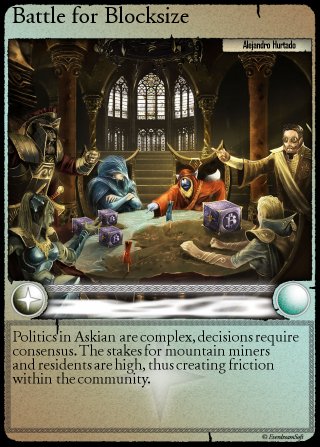 Battle for Blocksize
Alejandro Hurtado
Politics in Askian are complex, decisions require
consensus. The stakes for mountain miners
and residents are high, thus creating friction
within the community.
© EverdreamSoft